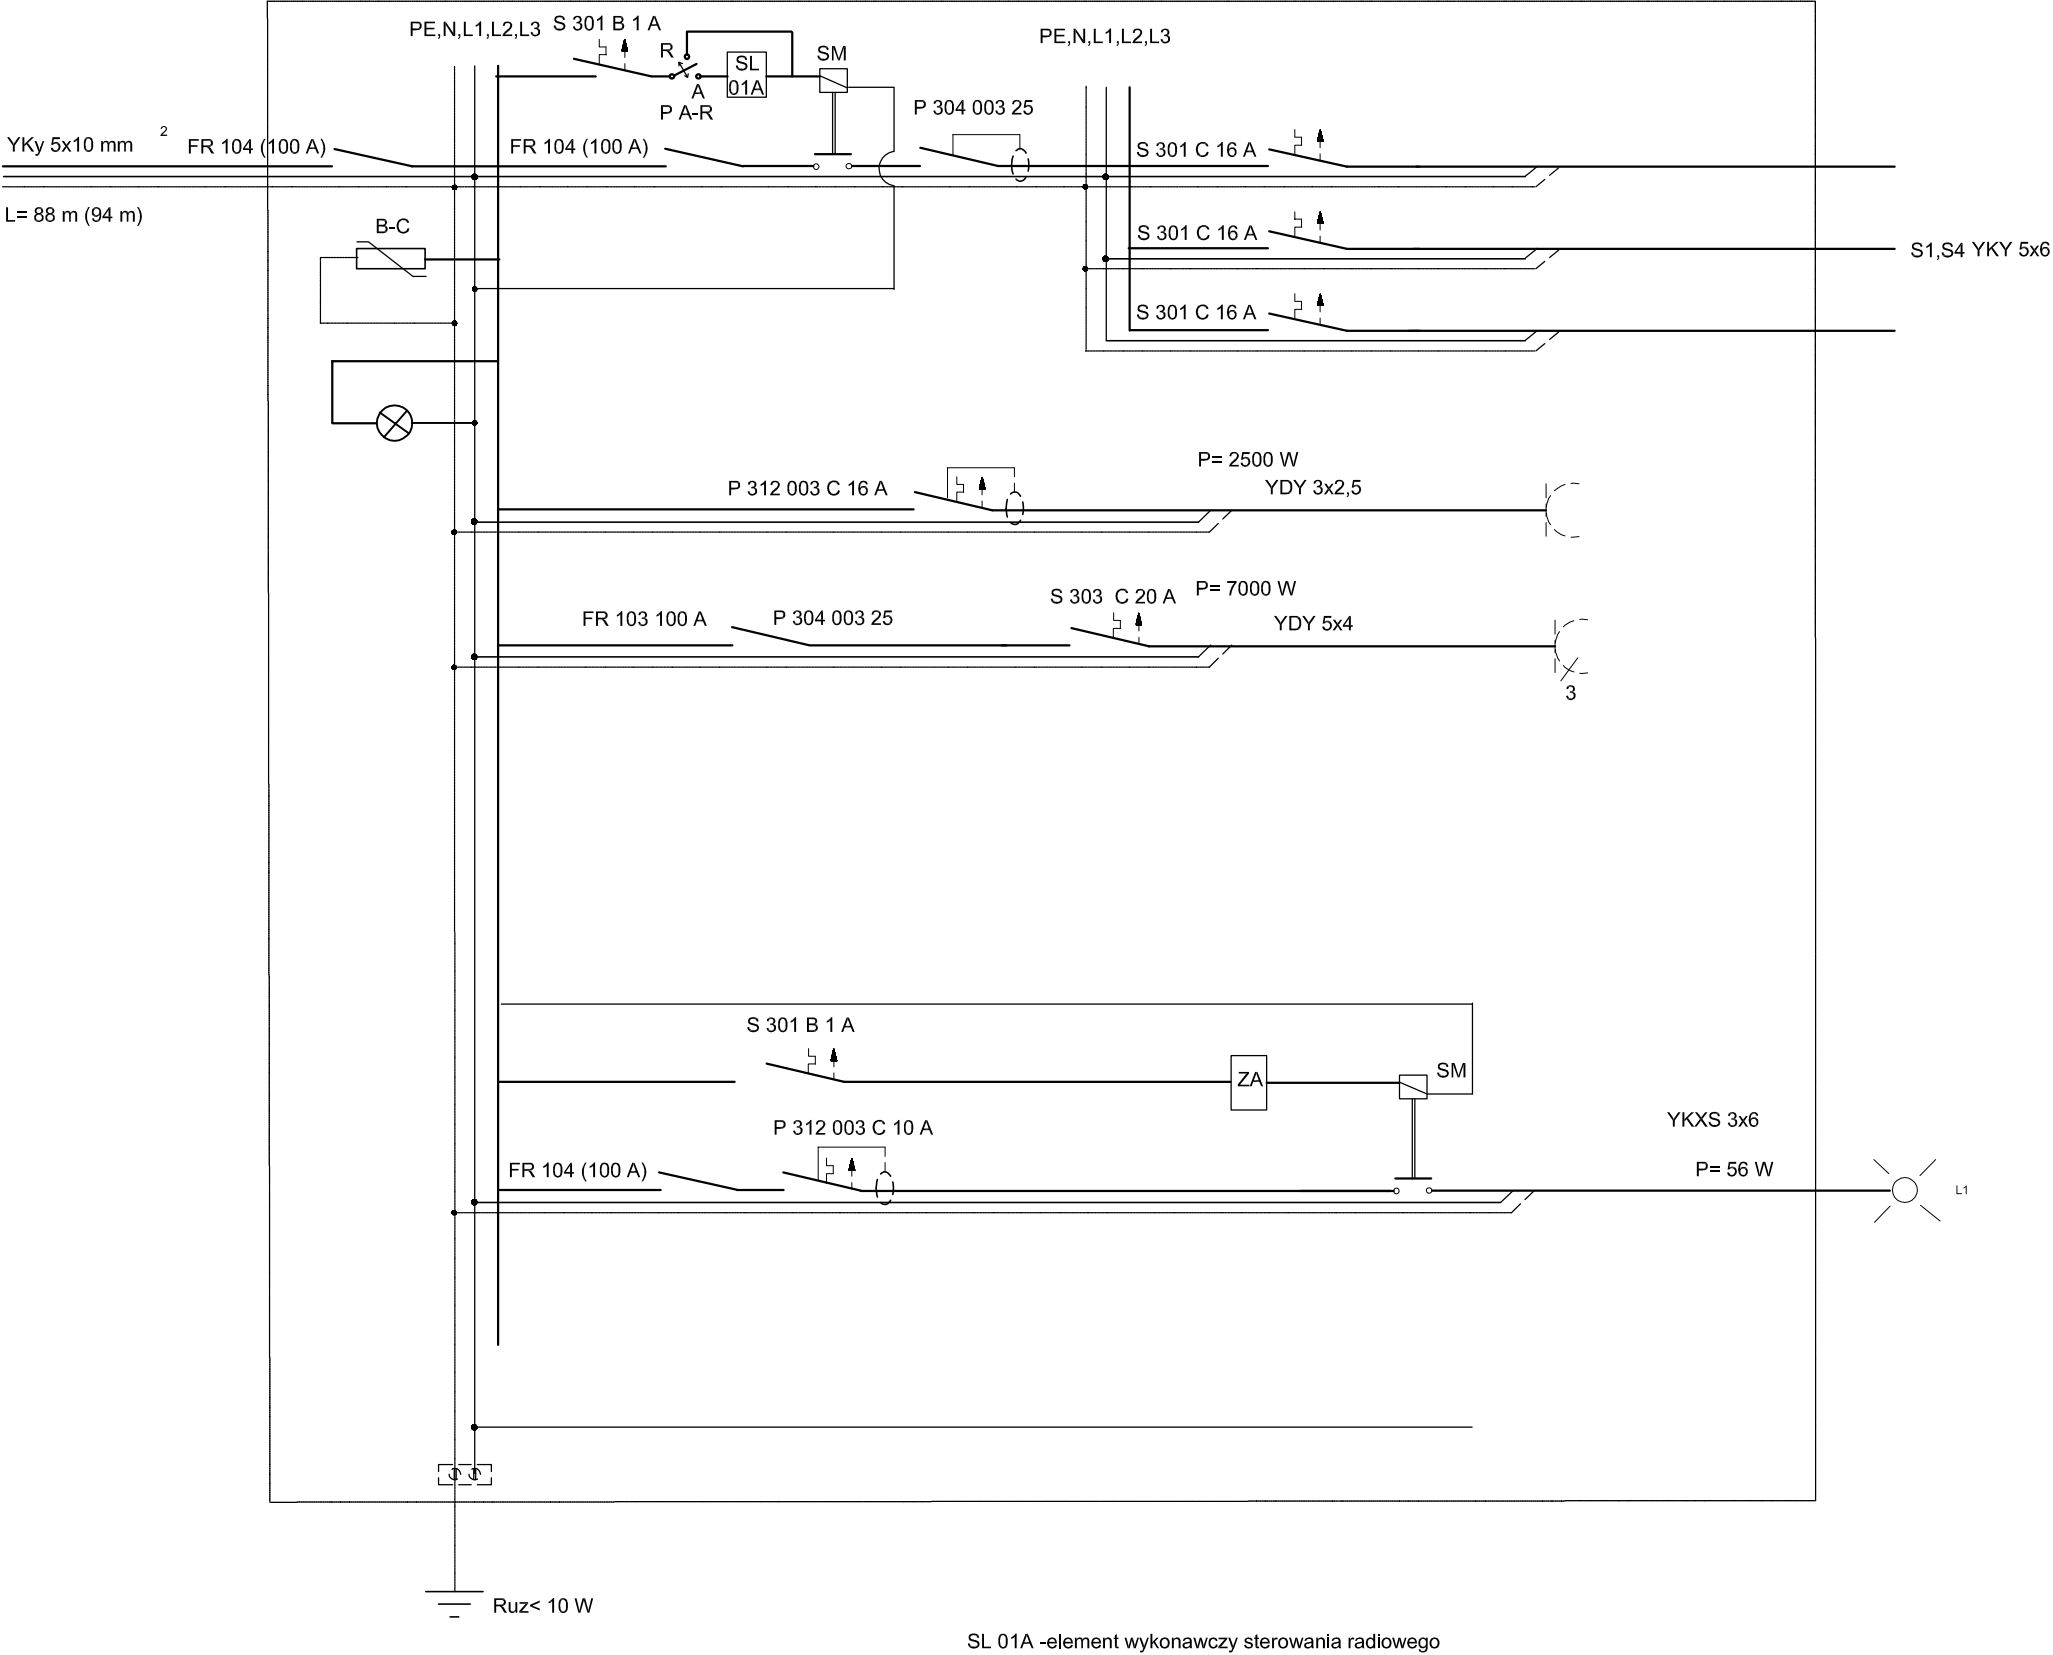 PE,N,L1,L2,L3
S 301 B 1 A
R
SL
01A
SM
A
P A-R
PE,N,L1,L2,L3
P 304 003 25
YKy 5x10 mm 2
FR 104 (100 A)
FR 104 (100 A)
S 301 C 16 A
L= 88 m (94 m)
B-C
S 301 C 16 A
S1,S4 YKY 5x6
S 301 C 16 A
P= 2500 W
P 312 003 C 16 A
YDY 3x2,5
P= 7000 W
S 303 C 20 A
FR 103 100 A
P 304 003 25
YDY 5x4
3
S 301 B 1 A
ZA
SM
P 312 003 C 10 A
YKXS 3x6
FR 104 (100 A)
P= 56 W
L1
Ruz< 10 W
SL 01A -element wykonawczy sterowania radiowego